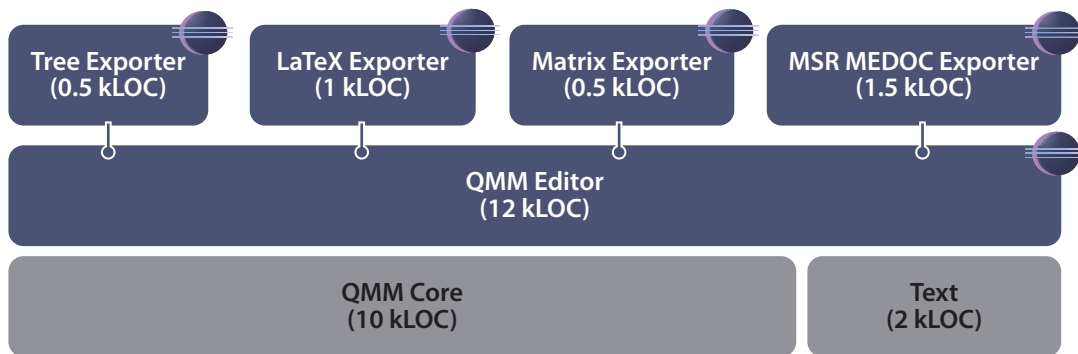 Tree Exporter
(0.5 kLOC)
LaTeX Exporter
(1 kLOC)
Matrix Exporter
(0.5 kLOC)
MSR MEDOC Exporter
(1.5 kLOC)
QMM Editor
(12 kLOC)
QMM Core
(10 kLOC)
Text
(2 kLOC)